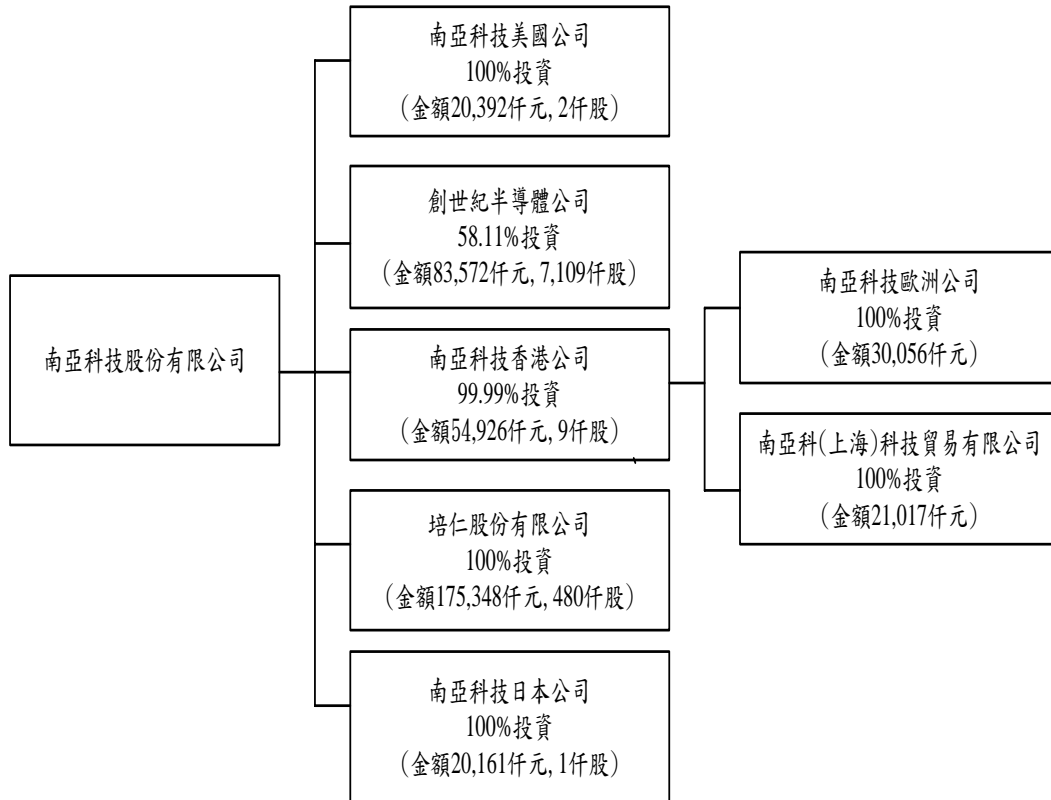 南亞科技美國公司
100%投資
(金額20,392仟元, 2仟股)
創世紀半導體公司
58.11%投資
(金額83,572仟元, 7,109仟股)
南亞科技股份有限公司
南亞科技香港公司
99.99%投資
(金額54,926仟元, 9仟股)
南亞科技歐洲公司
100%投資
(金額30,056仟元)
南亞科(上海)科技貿易有限公司
100%投資
(金額21,017仟元)
培仁股份有限公司
100%投資
(金額175,348仟元, 480仟股)
南亞科技日本公司
100%投資
(金額20,161仟元, 1仟股)